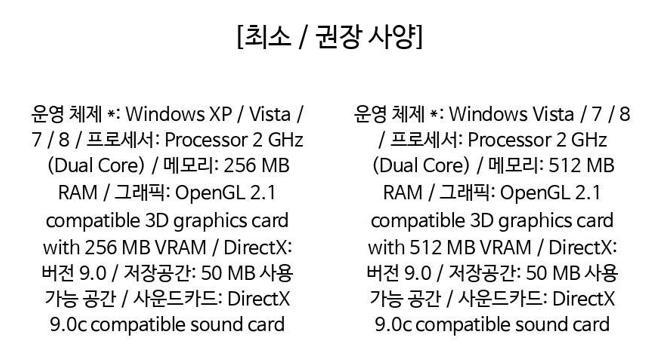 [최소 / 권장 사양]
운영 체제 *: Windows XP / Vista /
7 / 8 / 프로세서: Processor 2 GHz
(Dual Core) / 메모리: 256 MB
RAM / 그래픽: OpenGL 2.1
compatible 3D graphics card
with 256 MB VRAM / DirectX:
버전 9.0 / 저장공간: 50 MB 사용
가능 공간 / 사운드카드: DirectX
9.0c compatible sound card
운영 체제 *: Windows Vista / 7 / 8
/ 프로세서: Processor 2 GHz
(Dual Core) / 메모리: 512 MB
RAM / 그래픽: OpenGL 2.1
compatible 3D graphics card
with 512 MB VRAM / DirectX:
버전 9.0 / 저장공간: 50 MB 사용
가능 공간 / 사운드카드: DirectX
9.0c compatible sound card